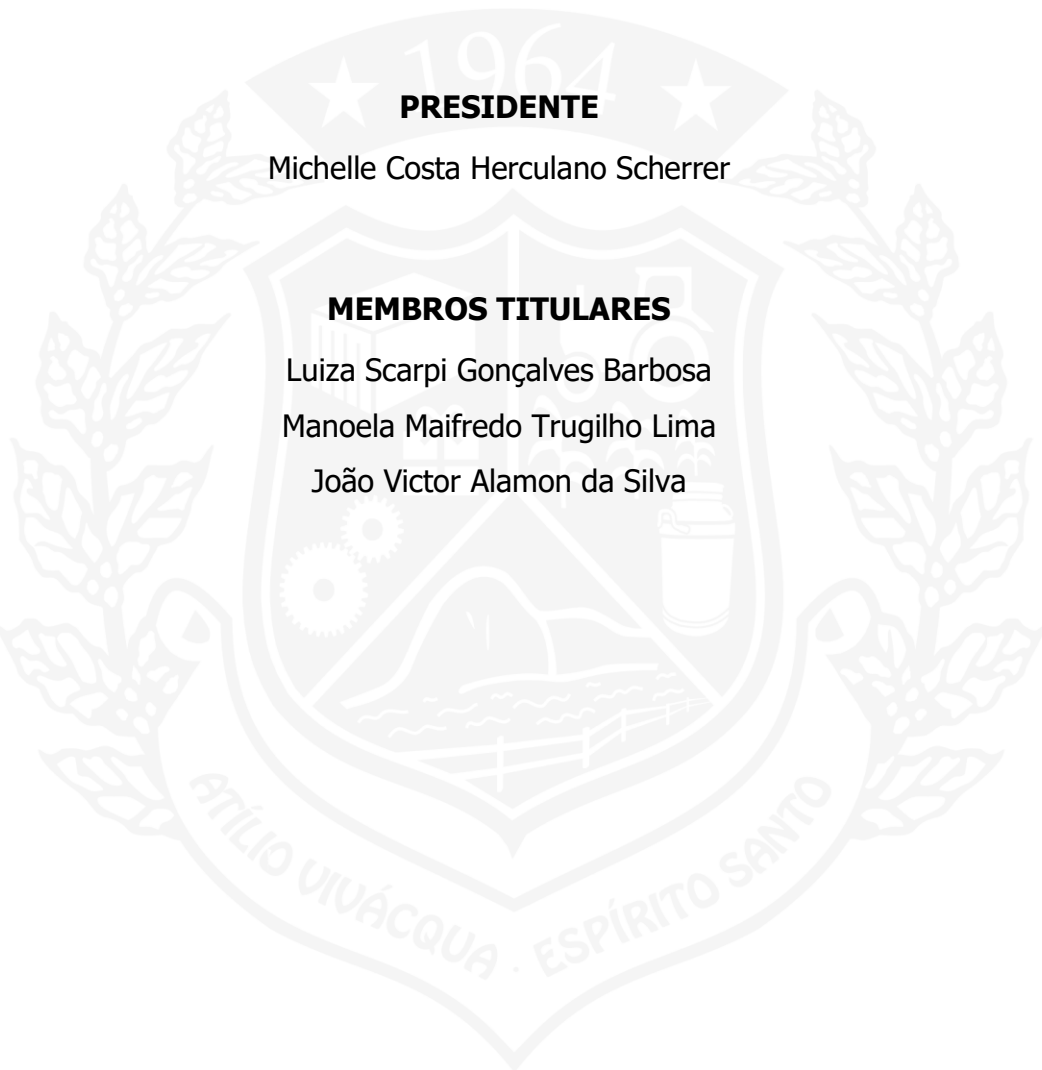 1964
PRESIDENTE
Michelle Costa Herculano Scherrer
MEMBROS TITULARES
Luiza Scarpi Gonçalves Barbosa
Manoela Maifredo Trugilho Lima
João Victor Alamon da Silva
ATÍLIO VIVÁCQUA · ESPÍRITO SANTO